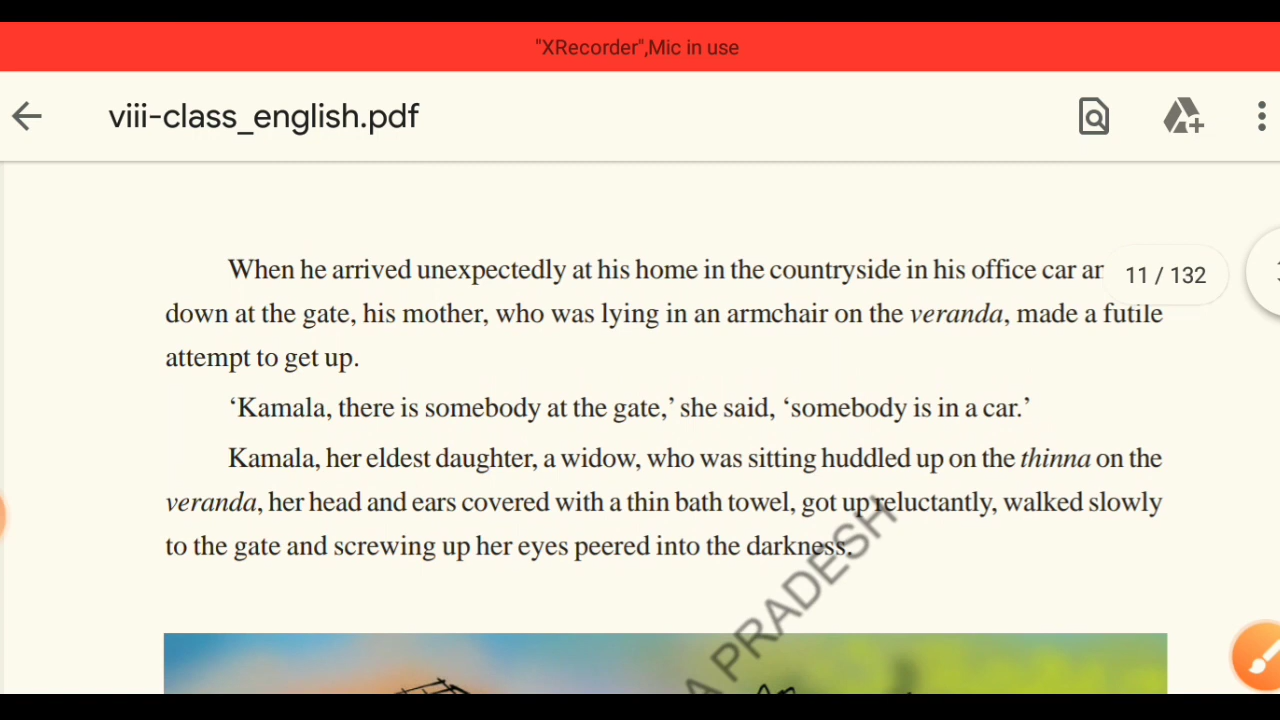 "XRecorder",Mic in use
viii-class_english.pdf
When he arrived unexpectedly at his home in the countryside in his office car
11 / 132
down at the gate, his mother, who was lying in an armchair on the veranda, made a futile
attempt to get up.
‘Kamala, there is somebody at the gate,’ she said, ‘somebody is in a car.’
Kamala, her eldest daughter, a widow, who was sitting huddled up on the thinna on the
veranda, her head and ears covered with a thin bath towel, got up reluctantly, walked slowly
to the gate and screwing up her eyes peered into the darkness.
A PRADESH